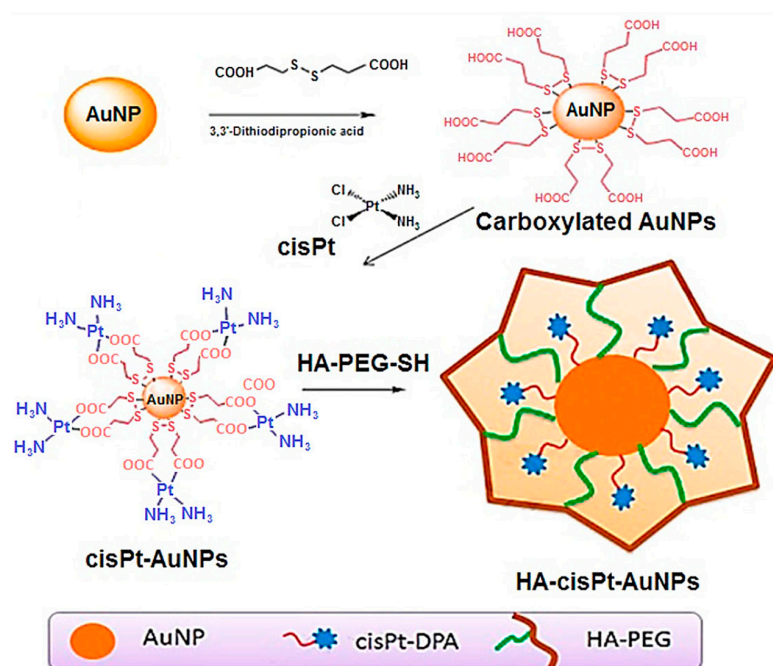 AuNP
COOH S S COOH
3,3'-Dithiodipropionic acid
HOOC COOH
HOOC COOH
HOOC COOH
HOOC COOH
HOOC COOH
S S S S
S S
AuNP
S S
S S S S
Carboxylated AuNPs
Cl NH₃
Pt
Cl NH₃
cisPt
NH₃
H₃N Pt OOC
OOC
COO Pt NH₃
COO NH₃
H₃N
H₃N Pt OOC
OOC
COO
COO Pt NH₃
COO NH₃
AuNP
COO COO
Pt
NH₃ NH₃
cisPt-AuNPs
HA-PEG-SH
HA-cisPt-AuNPs
AuNP
cisPt-DPA
HA-PEG